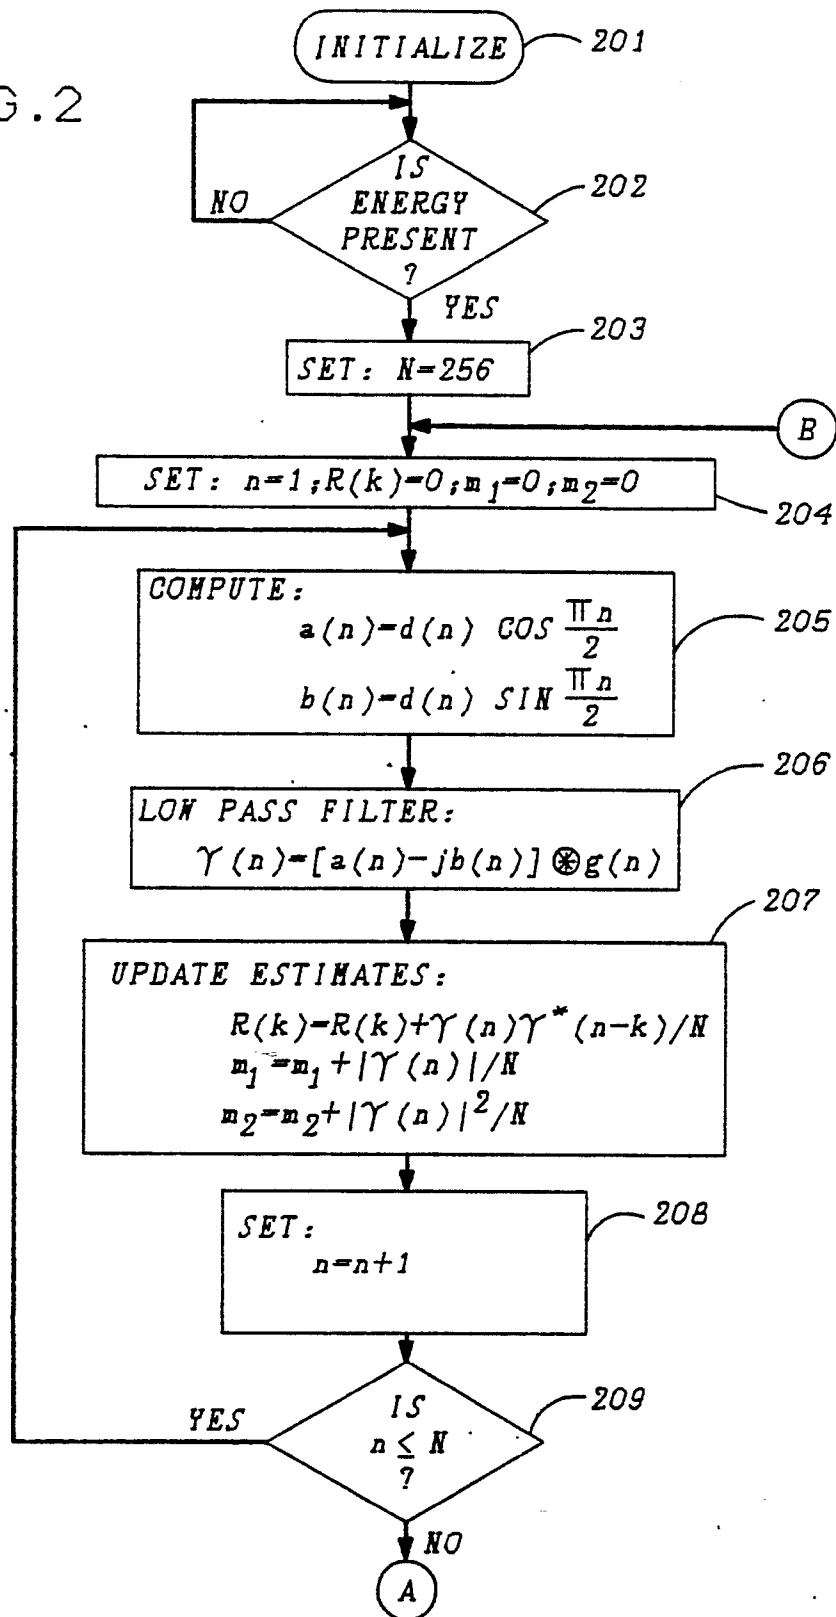 INITIALIZE
201
G.2
IS
ENERGY
PRESENT
?
202
NO
YES
203
SET: N=256
B
SET: n=1;R(k)=0;m₁=0;m₂=0
204
COMPUTE:
a(n)=d(n) COS πn/2
b(n)=d(n) SIN πn/2
205
206
LOW PASS FILTER:
γ(n)=[a(n)-jb(n)]⊛g(n)
207
UPDATE ESTIMATES:
R(k)=R(k)+γ(n)γ*(n-k)/N
m₁=m₁+|γ(n)|/N
m₂=m₂+|γ(n)|²/N
208
SET:
n=n+1
209
YES
IS
n≤N
?
NO
A